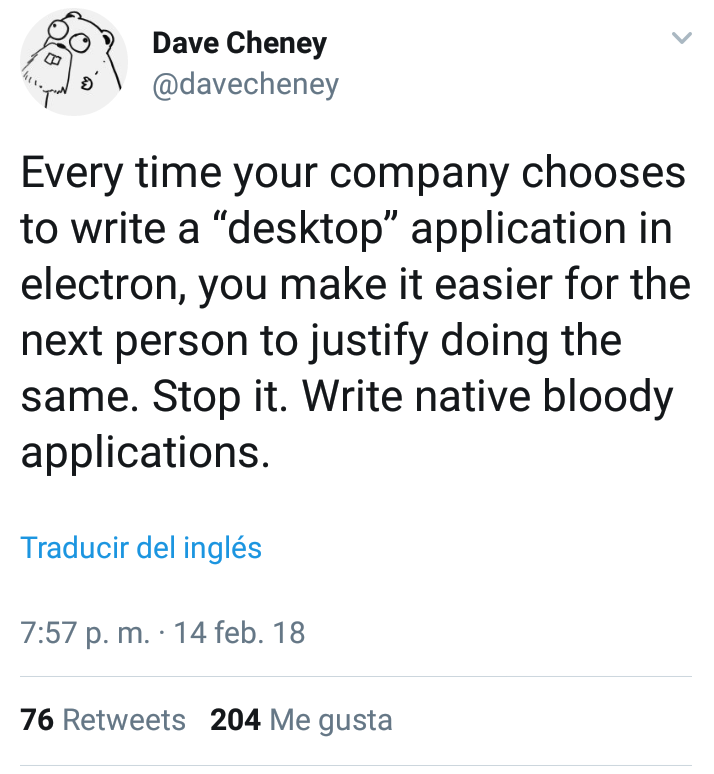 Dave Cheney
@davecheney
Every time your company chooses
to write a “desktop” application in
electron, you make it easier for the
next person to justify doing the
same. Stop it. Write native bloody
applications.
Traducir del inglés
7:57 p. m. · 14 feb. 18
76 Retweets 204 Me gusta